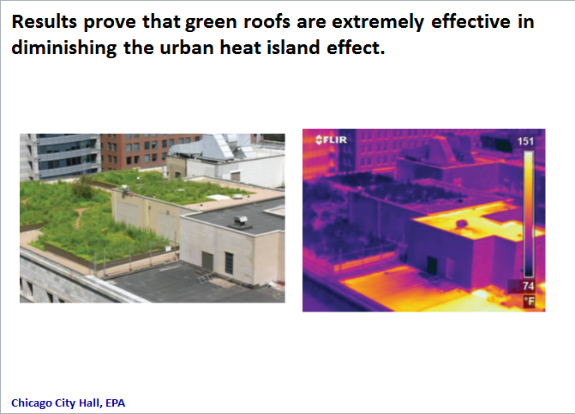 Results prove that green roofs are extremely effective in
diminishing the urban heat island effect.
FLIR
151
74
°F
Chicago City Hall, EPA